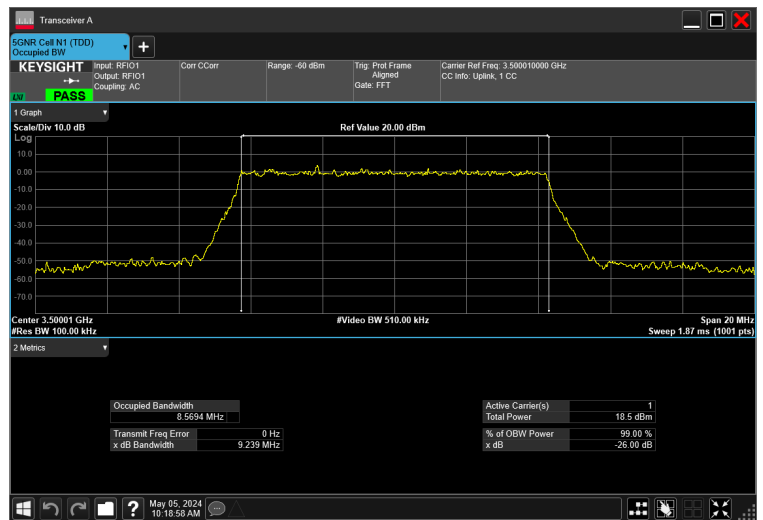 Transceiver A
5GNR Cell N1 (TDD)
Occupied BW
KEYSIGHT
LXI
PASS
Input: RFIO1
Output: RFIO1
Coupling: AC
Corr CCorr
Range: -60 dBm
Trig: Prot Frame
Aligned
Gate: FFT
Carrier Ref Freq: 3.500010000 GHz
CC Info: Uplink, 1 CC
1 Graph
Scale/Div 10.0 dB
Ref Value 20.00 dBm
Log
10.0
0.00
-10.0
-20.0
-30.0
-40.0
-50.0
-60.0
-70.0
Center 3.50001 GHz
#Video BW 510.00 kHz
Span 20 MHz
#Res BW 100.00 kHz
Sweep 1.87 ms (1001 pts)
2 Metrics
Occupied Bandwidth
8.5694 MHz
Transmit Freq Error 0 Hz
x dB Bandwidth 9.239 MHz
Active Carrier(s) 1
Total Power 18.5 dBm
% of OBW Power 99.00 %
x dB -26.00 dB
?
May 05, 2024
10:18:58 AM